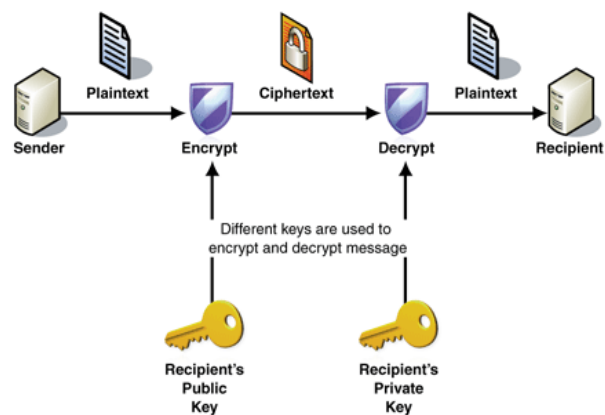 Plaintext
Ciphertext
Plaintext
Sender
Encrypt
Decrypt
Recipient
Different keys are used to
encrypt and decrypt message
Recipient's
Public
Key
Recipient's
Private
Key